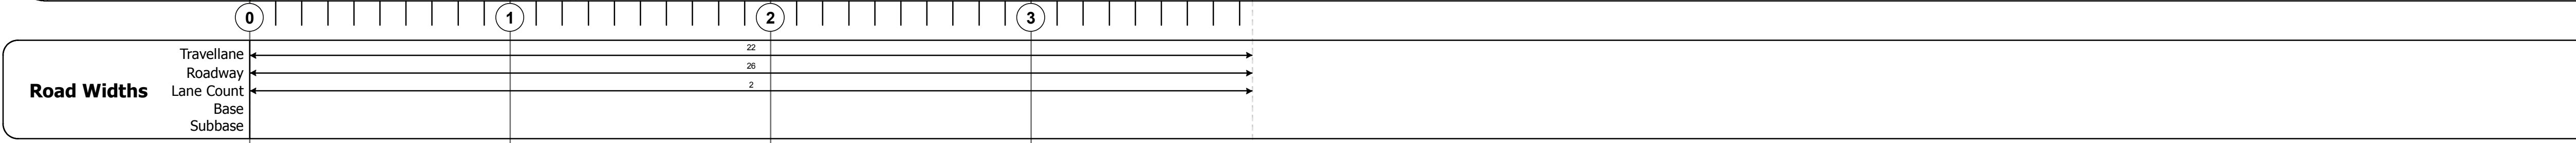 0 1 2 3
Travellane 22
Roadway 26
Road Widths Lane Count 2
Base
Subbase